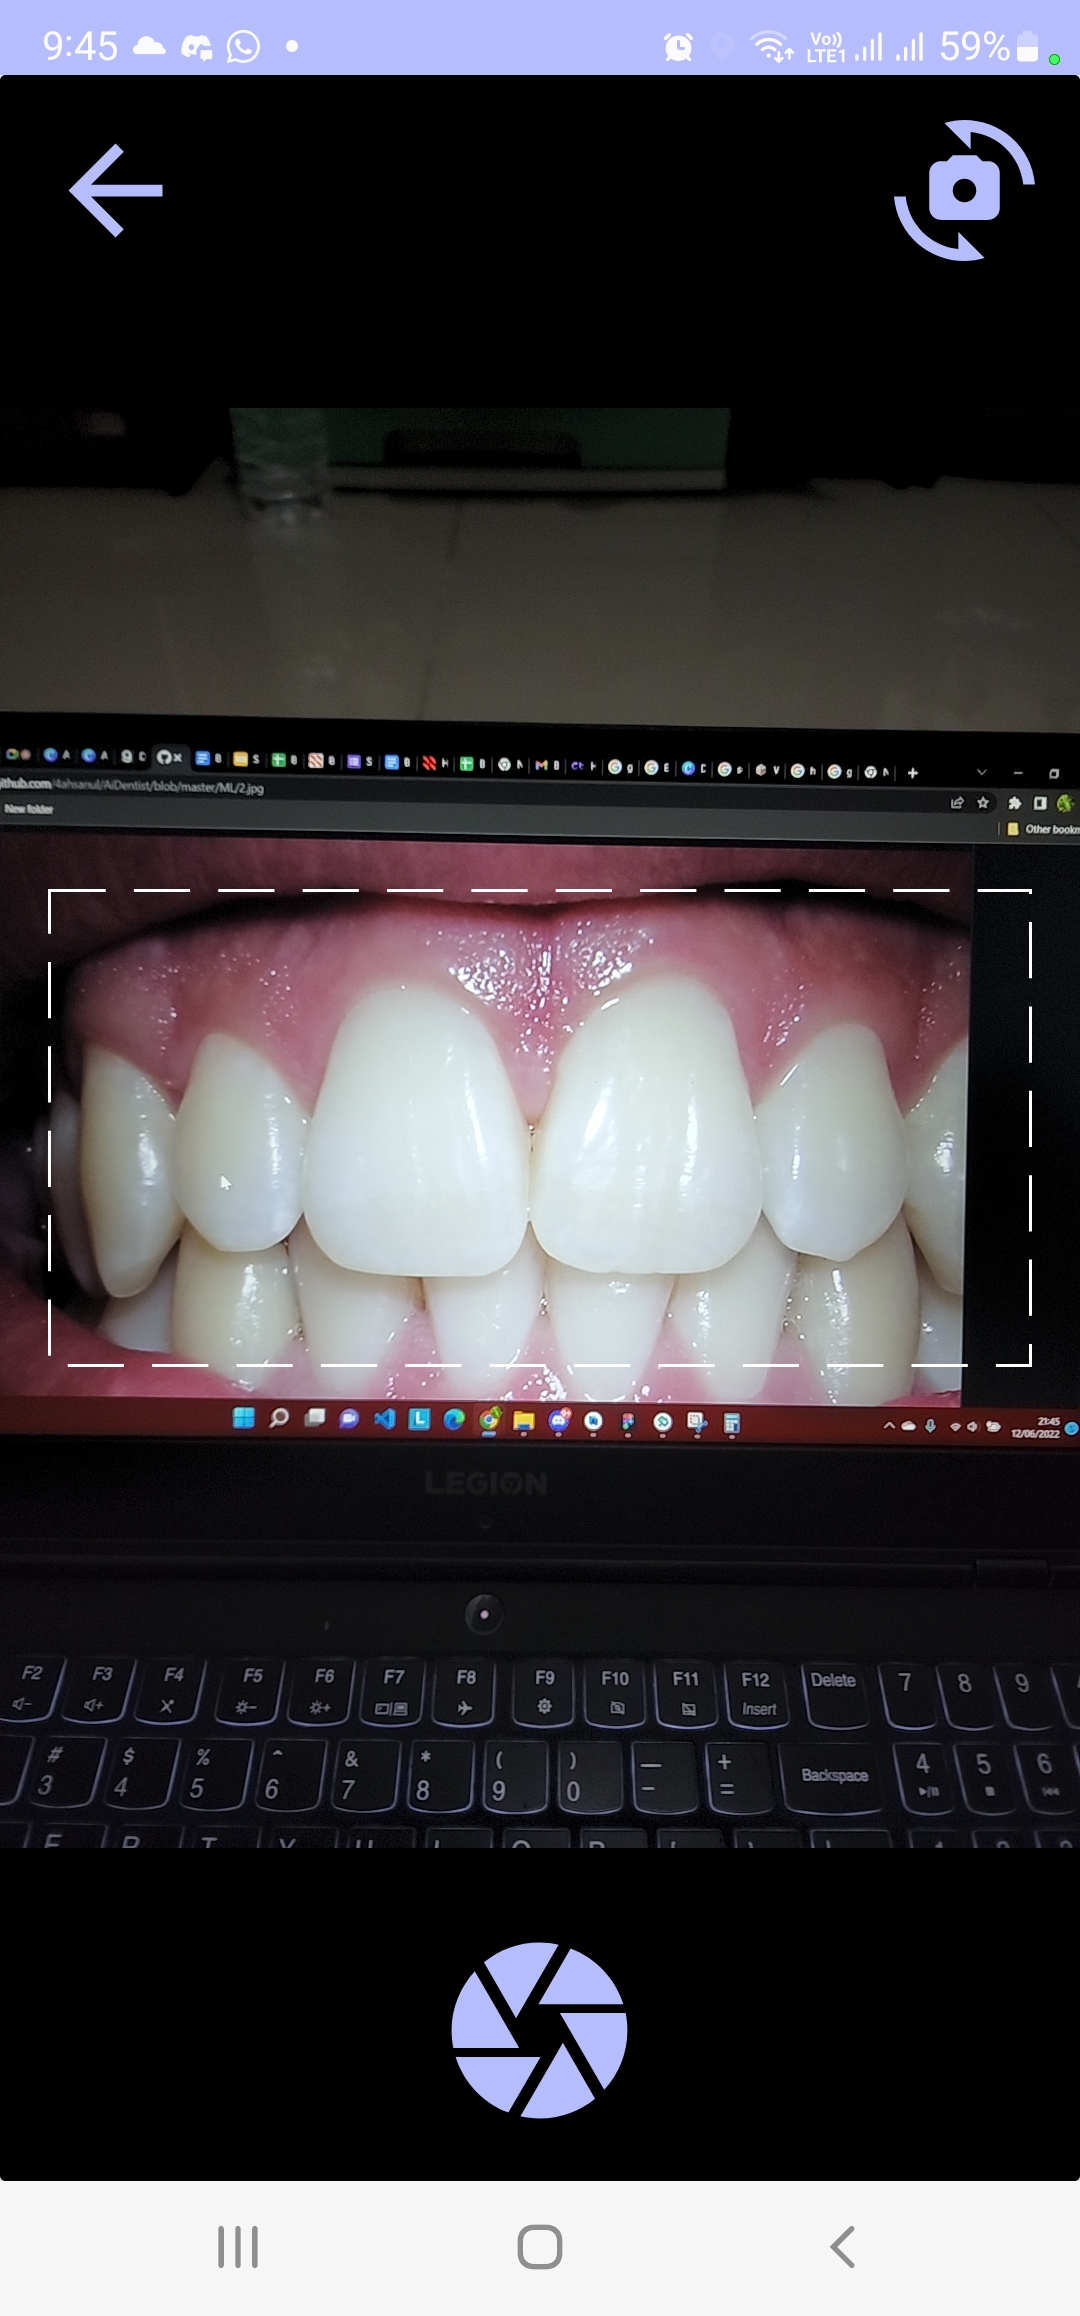 9:45
Vo))
LTE1
59%
github.com/4ahsanul/AiDentist/blob/master/ML/2.jpg
New folder
Other bookm
21:45
12/06/2022
LEGION
F2 F3 F4 F5 F6 F7 F8 F9 F10 F11 F12 Delete 7 8 9
Insert
# $ % ^ & * ( ) — + 4 5 6
3 4 5 6 7 8 9 0 - = Backspace